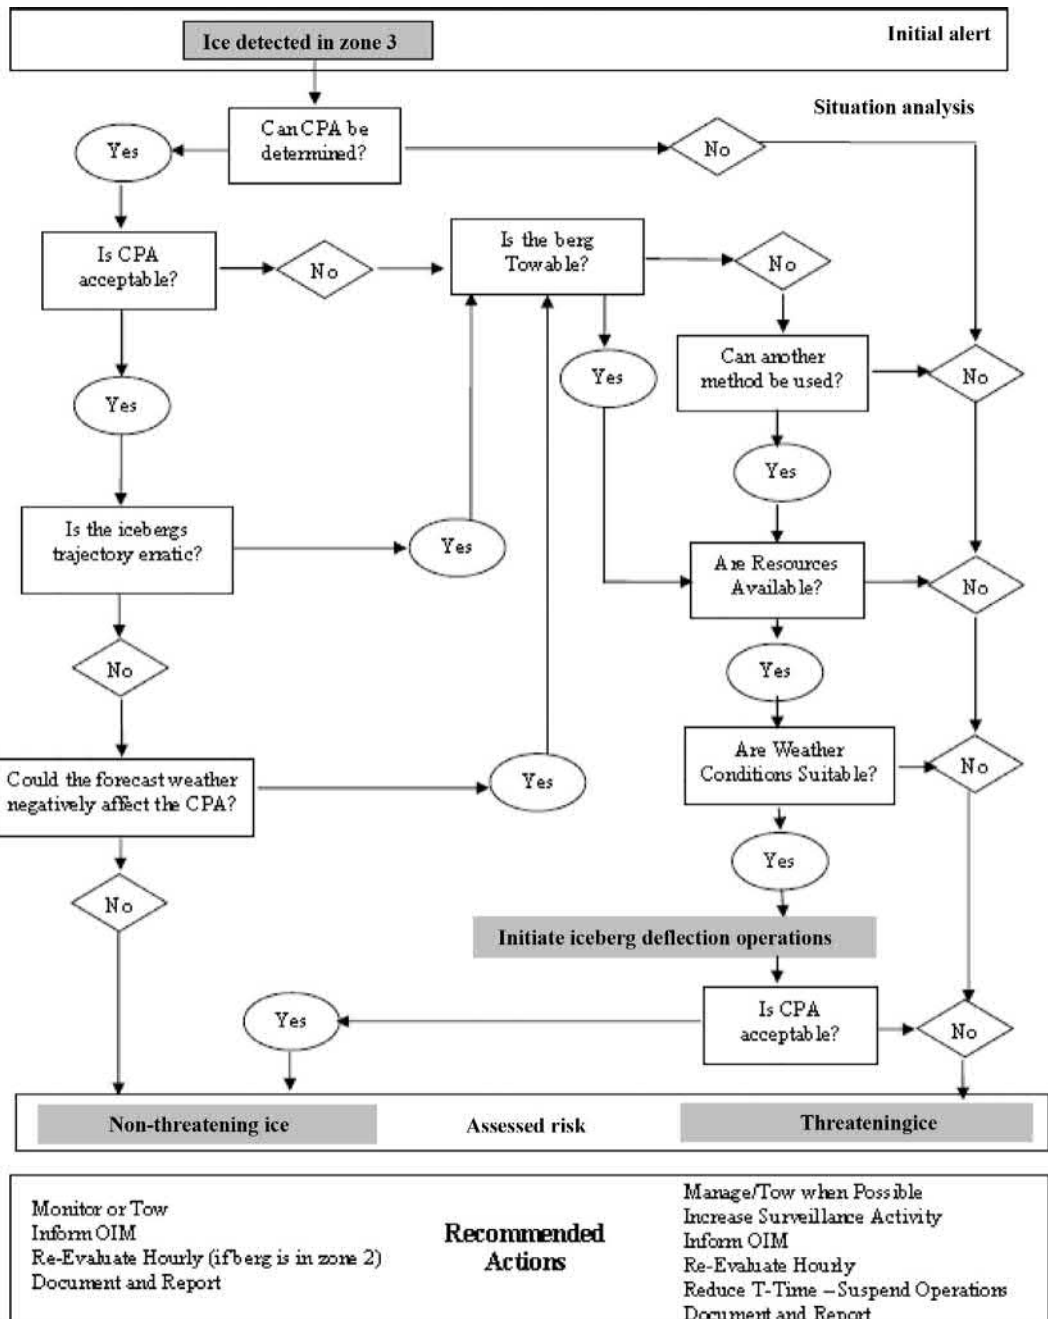 Ice detected in zone 3
Initial alert
Situation analysis
Can CPA be
determined?
Yes
No
Is CPA
acceptable?
No
Is the berg
Towable?
No
Yes
Yes
Can another
method be used?
No
Yes
Is the icebergs
trajectory erratic?
Yes
Are Resources
Available?
No
No
Yes
Could the forecast weather
negatively affect the CPA?
Yes
Are Weather
Conditions Suitable?
No
Yes
No
Initiate iceberg deflection operations
Is CPA
acceptable?
Yes
No
Non-threatening ice
Assessed risk
Threateningice
Monitor or Tow
Inform OIM
Re-Evaluate Hourly (if berg is in zone 2)
Document and Report
Recommended
Actions
Manage/Tow when Possible
Increase Surveillance Activity
Inform OIM
Re-Evaluate Hourly
Reduce T-Time – Suspend Operations
Document and Report